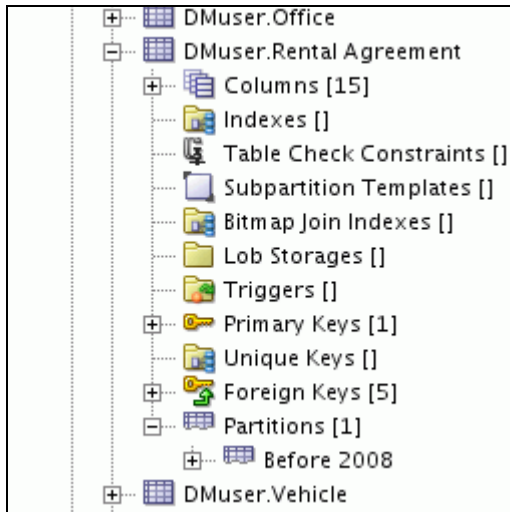 DMuser.Office
DMuser.Rental Agreement
Columns [15]
Indexes []
Table Check Constraints []
Subpartition Templates []
Bitmap Join Indexes []
Lob Storages []
Triggers []
Primary Keys [1]
Unique Keys []
Foreign Keys [5]
Partitions [1]
Before 2008
DMuser.Vehicle